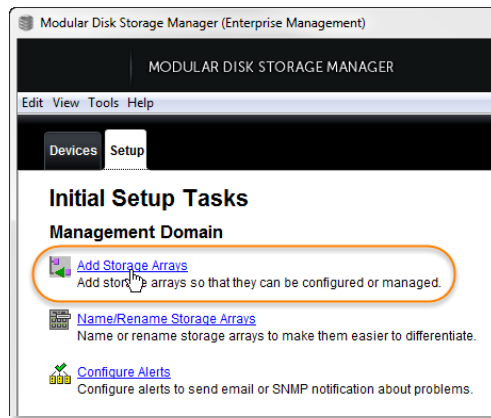 Modular Disk Storage Manager (Enterprise Management)
MODULAR DISK STORAGE MANAGER
Edit View Tools Help
Devices Setup
Initial Setup Tasks
Management Domain
Add Storage Arrays
Add storage arrays so that they can be configured or managed.
Name/Rename Storage Arrays
Name or rename storage arrays to make them easier to differentiate.
Configure Alerts
Configure alerts to send email or SNMP notification about problems.